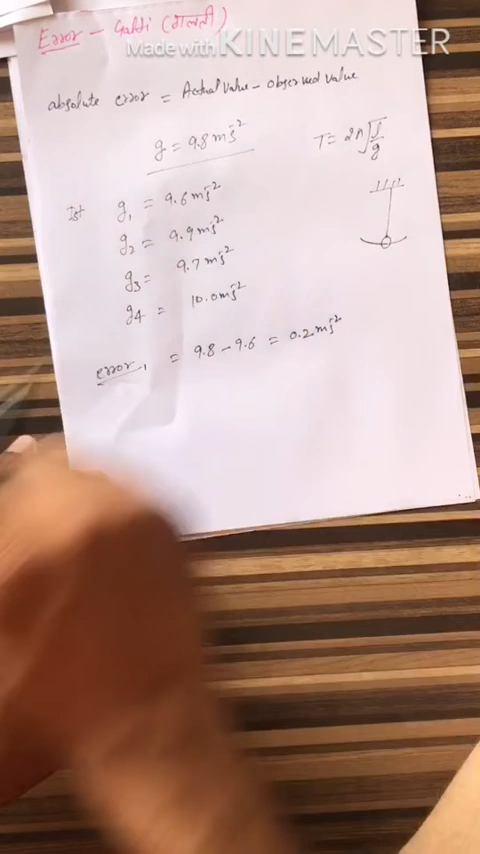 Error - Galti (गलती)
Made with KINEMASTER
absolute error = Actual value - observed value
g = 9.8 ms⁻²
T = 2π√l/g
Ist g₁ = 9.6 ms⁻²
g₂ = 9.9 ms⁻²
g₃ = 9.7 ms⁻²
g₄ = 10.0 ms⁻²
error₁ = 9.8 - 9.6 = 0.2 ms⁻²